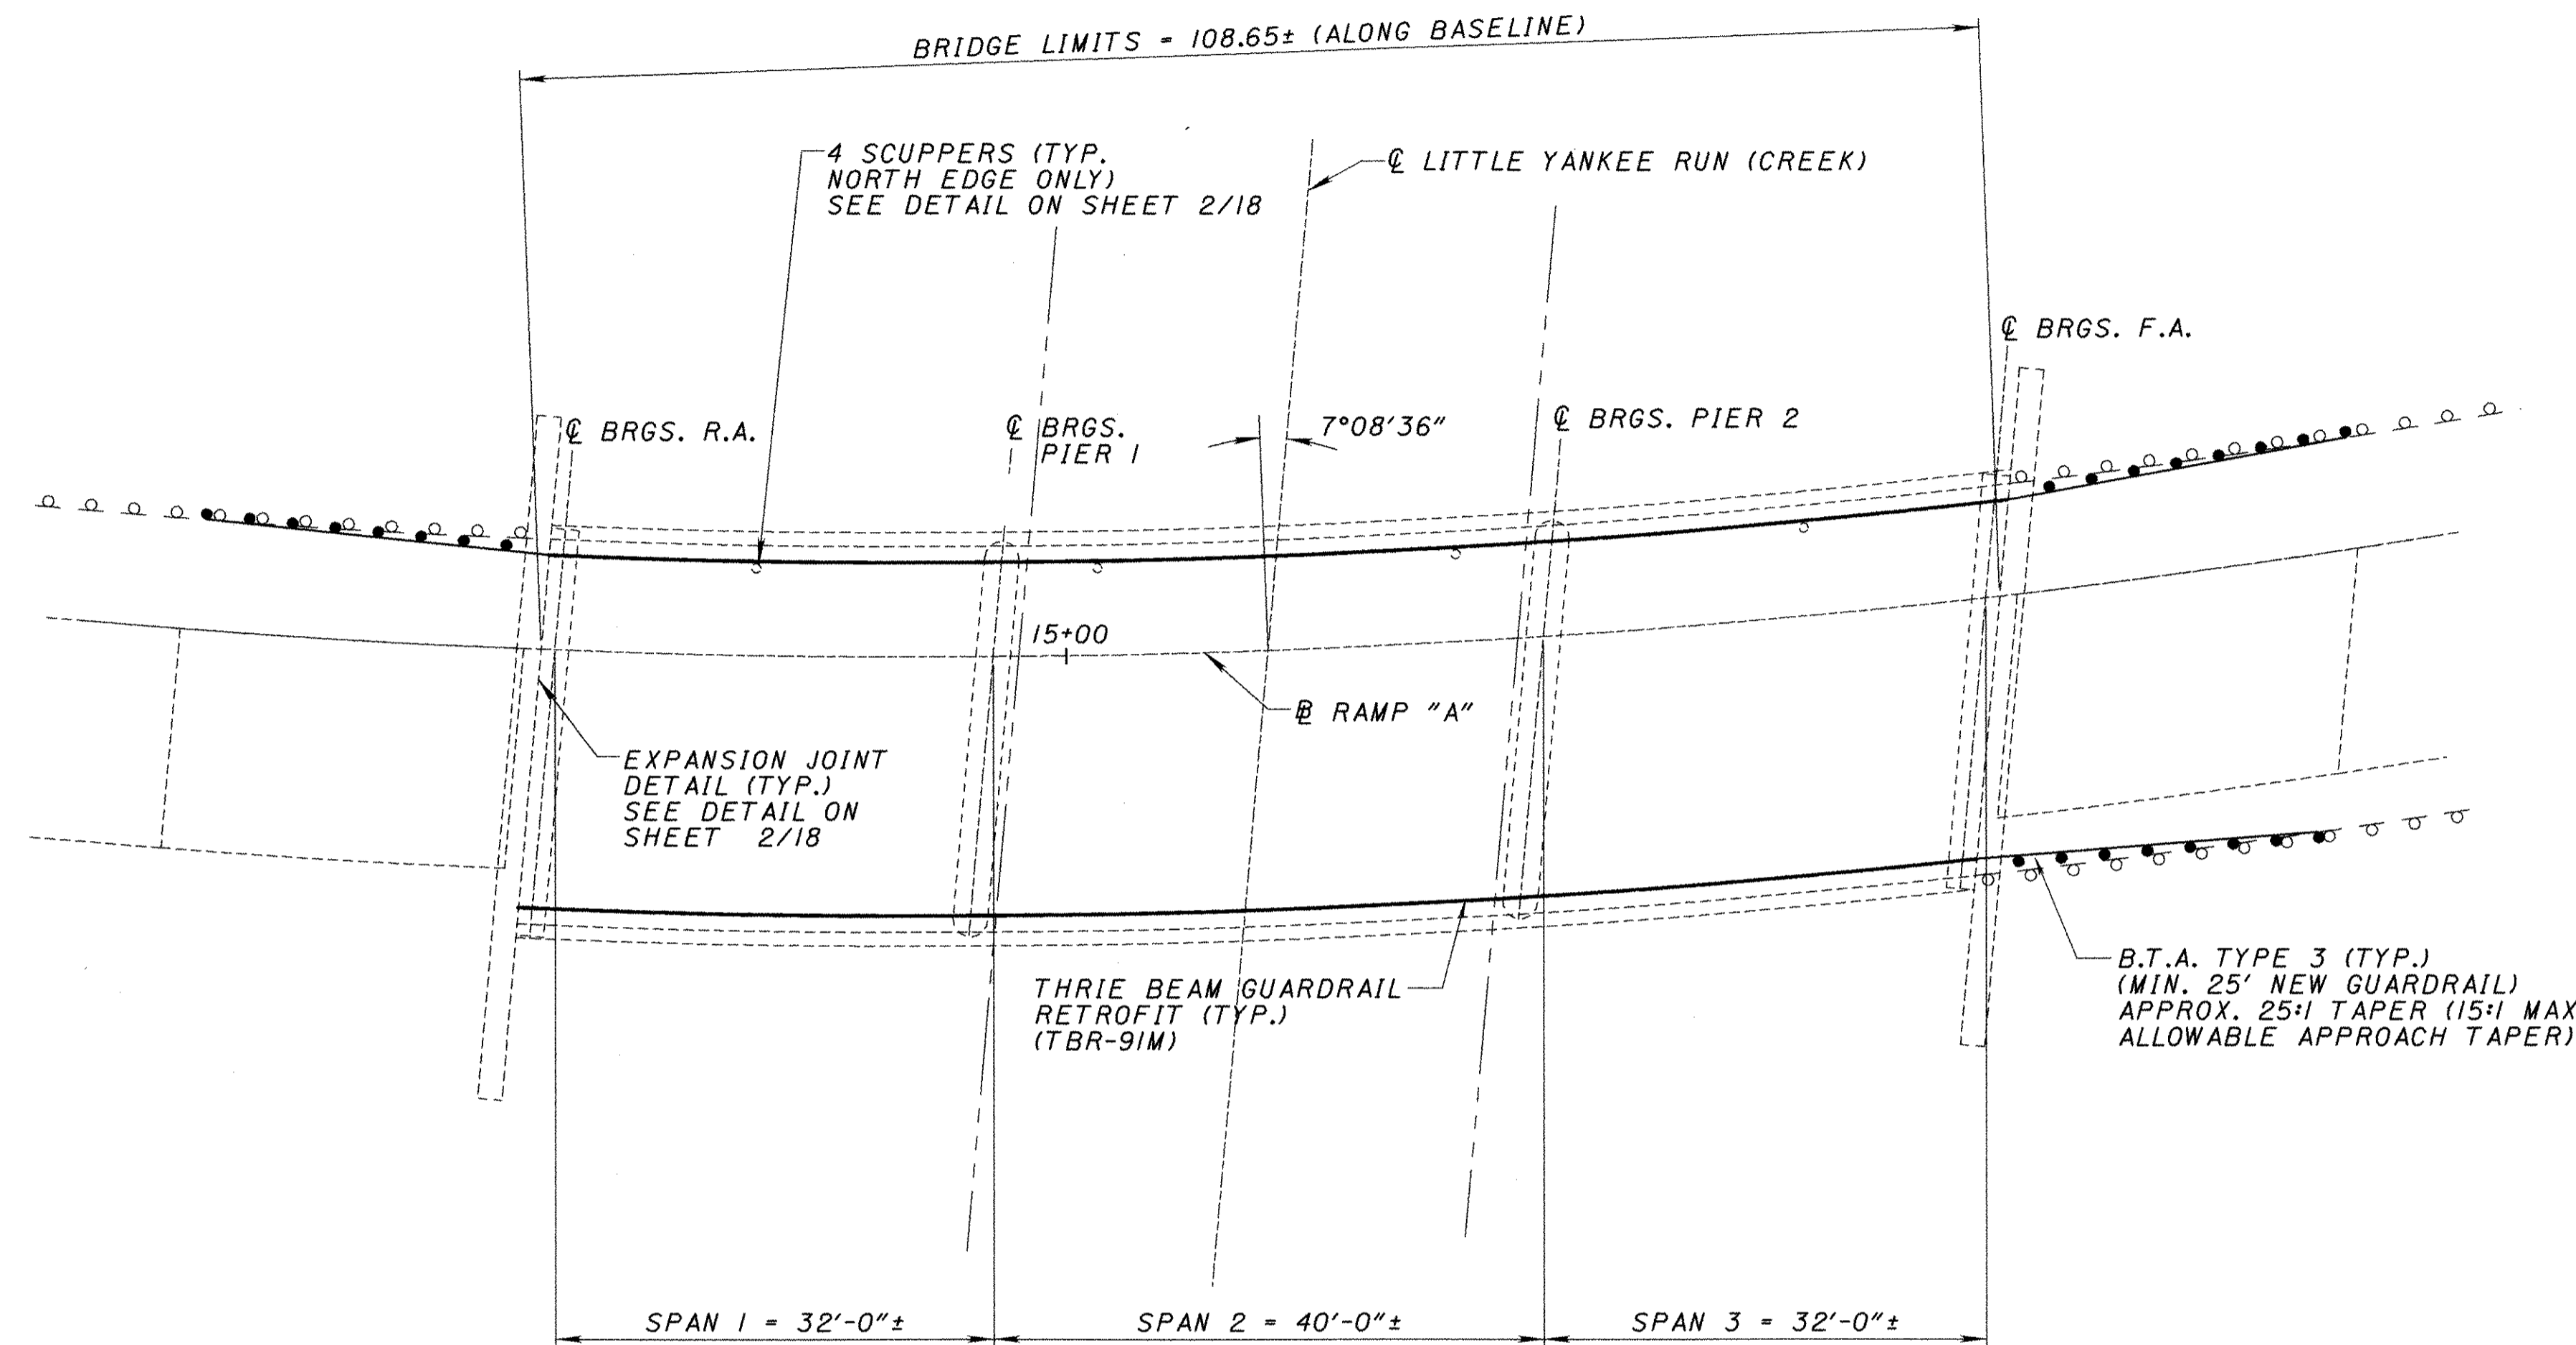 BRIDGE LIMITS = 108.65± (ALONG BASELINE)
4 SCUPPERS (TYP.
NORTH EDGE ONLY)
SEE DETAIL ON SHEET 2/18
℄ LITTLE YANKEE RUN (CREEK)
℄ BRGS. F.A.
℄ BRGS. R.A.
℄ BRGS.
PIER 1
7°08'36"
℄ BRGS. PIER 2
15+00
B RAMP "A"
EXPANSION JOINT
DETAIL (TYP.)
SEE DETAIL ON
SHEET 2/18
THRIE BEAM GUARDRAIL
RETROFIT (TYP.)
(TBR-91M)
B.T.A. TYPE 3 (TYP.)
(MIN. 25' NEW GUARDRAIL)
APPROX. 25:1 TAPER (15:1 MAX
ALLOWABLE APPROACH TAPER)
SPAN 1 = 32'-0"±
SPAN 2 = 40'-0"±
SPAN 3 = 32'-0"±